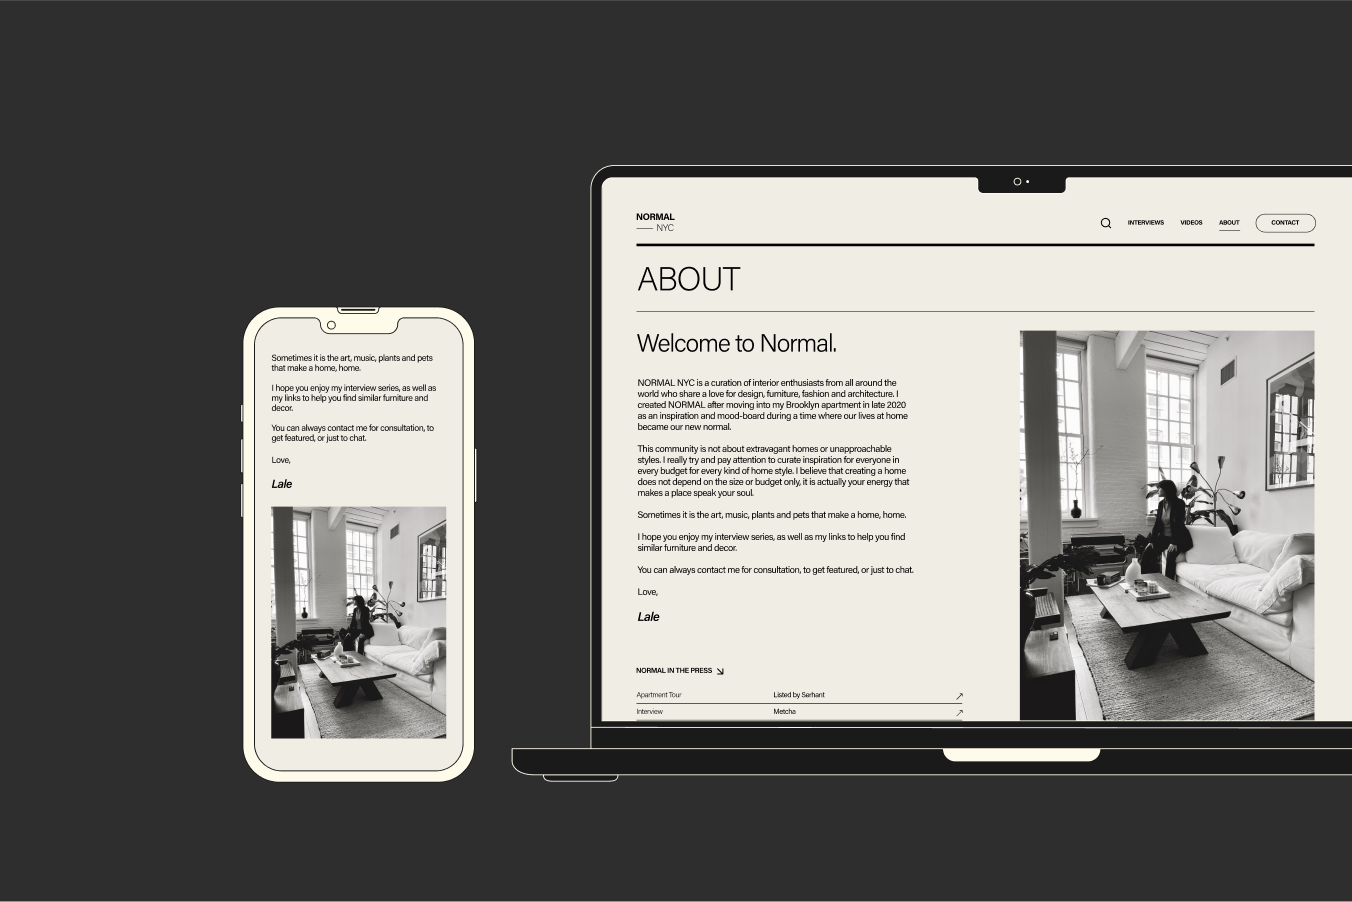 Sometimes it is the art, music, plants and pets
that make a home, home.
I hope you enjoy my interview series, as well as
my links to help you find similar furniture and
decor.
You can always contact me for consultation, to
get featured, or just to chat.
Love,
Lale
NORMAL
NYC
INTERVIEWS VIDEOS ABOUT CONTACT
ABOUT
Welcome to Normal.
NORMAL NYC is a curation of interior enthusiasts from all around the
world who share a love for design, furniture, fashion and architecture. I
created NORMAL after moving into my Brooklyn apartment in late 2020
as an inspiration and mood-board during a time where our lives at home
became our new normal.
This community is not about extravagant homes or unapproachable
styles. I really try and pay attention to curate inspiration for everyone in
every budget for every kind of home style. I believe that creating a home
does not depend on the size or budget only, it is actually your energy that
makes a place speak your soul.
Sometimes it is the art, music, plants and pets that make a home, home.
I hope you enjoy my interview series, as well as my links to help you find
similar furniture and decor.
You can always contact me for consultation, to get featured, or just to chat.
Love,
Lale
NORMAL IN THE PRESS
Apartment Tour Listed by Serhant
Interview Metcha